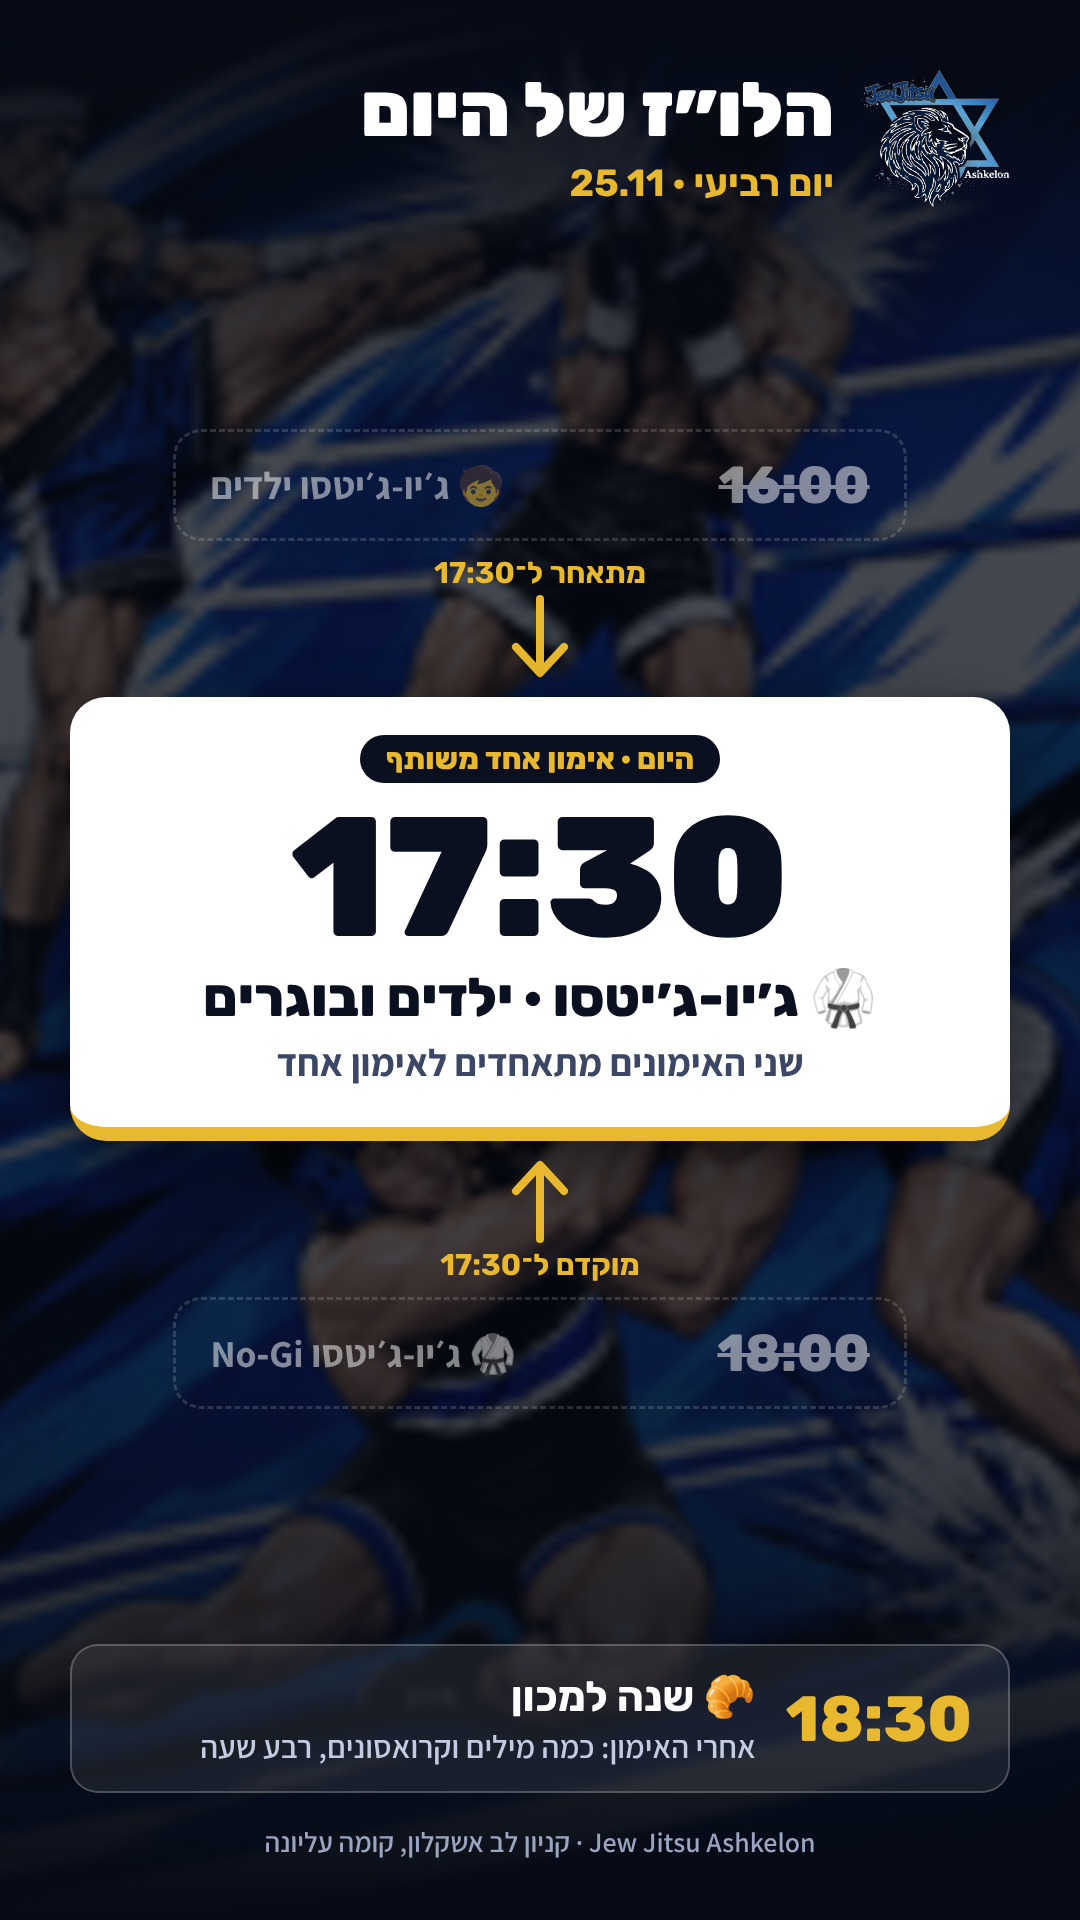 הלו״ז של היום
יום רביעי • 25.11
JewJitsu
Ashkelon
16:00
ג׳יו-ג׳יטסו ילדים
מתאחר ל־17:30
היום • אימון אחד משותף
17:30
ג׳יו-ג׳יטסו • ילדים ובוגרים
שני האימונים מתאחדים לאימון אחד
מוקדם ל־17:30
18:00
ג׳יו-ג׳יטסו No-Gi
18:30
שנה למכון
אחרי האימון: כמה מילים וקרואסונים, רבע שעה
Jew Jitsu Ashkelon · קניון לב אשקלון, קומה עליונה